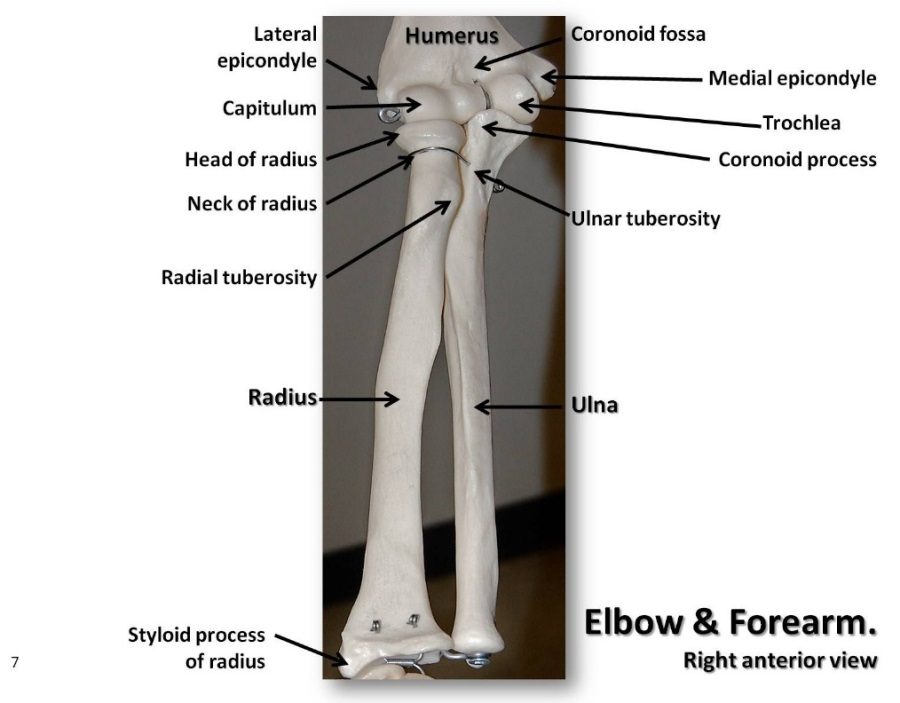 Lateral
epicondyle
Humerus
Coronoid fossa
Medial epicondyle
Capitulum
Trochlea
Head of radius
Coronoid process
Neck of radius
Ulnar tuberosity
Radial tuberosity
Radius
Ulna
Elbow & Forearm.
Styloid process
of radius
Right anterior view
7